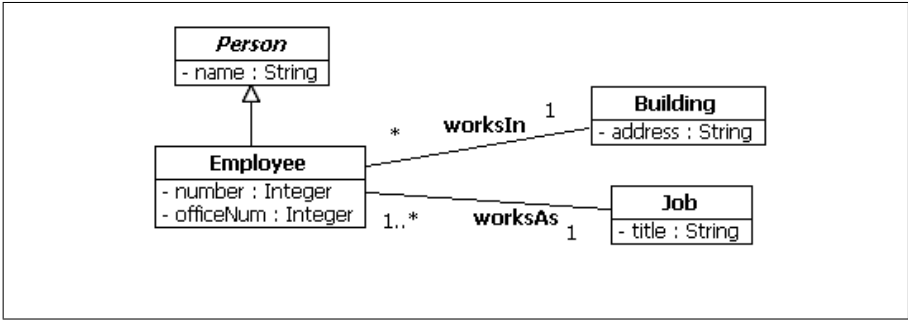 Person
- name : String
Building
- address : String
* worksIn 1
Employee
- number : Integer
- officeNum : Integer
1..* worksAs 1
Job
- title : String